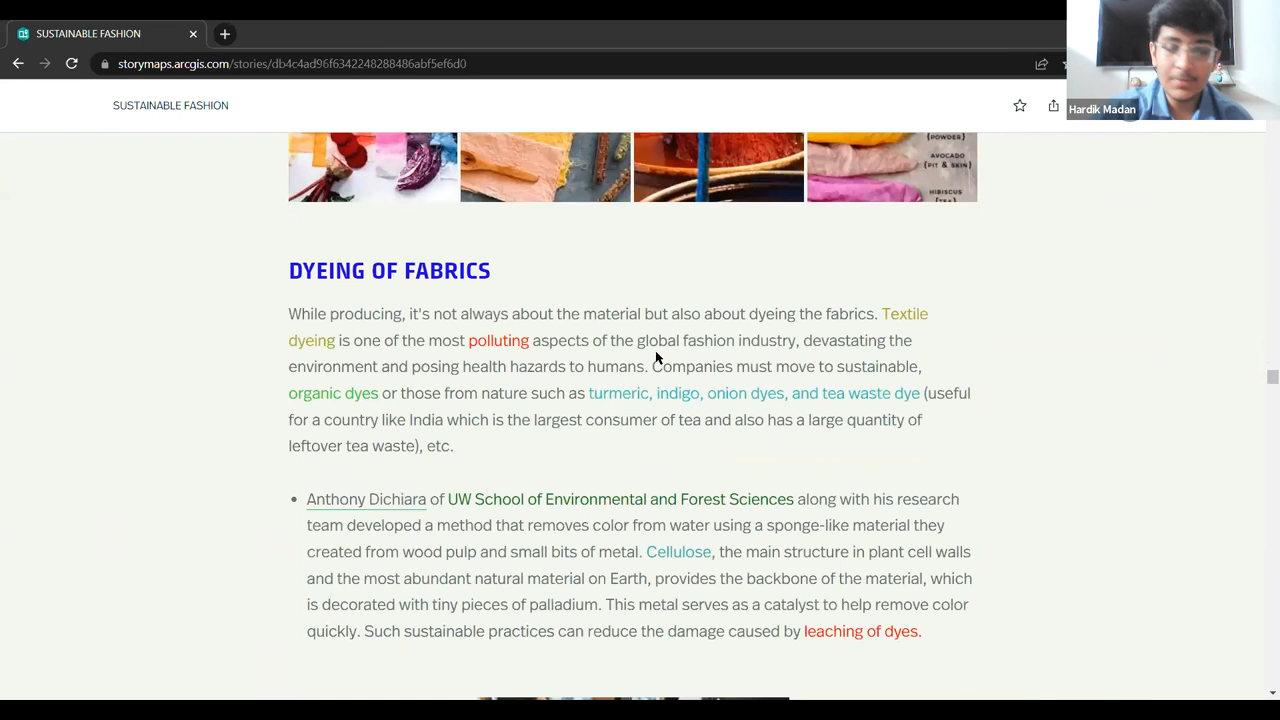 SUSTAINABLE FASHION
storymaps.arcgis.com/stories/db4c4ad96f6342248288486abf5ef6d0
Hardik Madan
SUSTAINABLE FASHION
(POWDER)
AVOCADO
(PIT & SKIN)
HIBISCUS
(TEA)
DYEING OF FABRICS
While producing, it's not always about the material but also about dyeing the fabrics. Textile
dyeing is one of the most polluting aspects of the global fashion industry, devastating the
environment and posing health hazards to humans. Companies must move to sustainable,
organic dyes or those from nature such as turmeric, indigo, onion dyes, and tea waste dye (useful
for a country like India which is the largest consumer of tea and also has a large quantity of
leftover tea waste), etc.
• Anthony Dichiara of UW School of Environmental and Forest Sciences along with his research
team developed a method that removes color from water using a sponge-like material they
created from wood pulp and small bits of metal. Cellulose, the main structure in plant cell walls
and the most abundant natural material on Earth, provides the backbone of the material, which
is decorated with tiny pieces of palladium. This metal serves as a catalyst to help remove color
quickly. Such sustainable practices can reduce the damage caused by leaching of dyes.